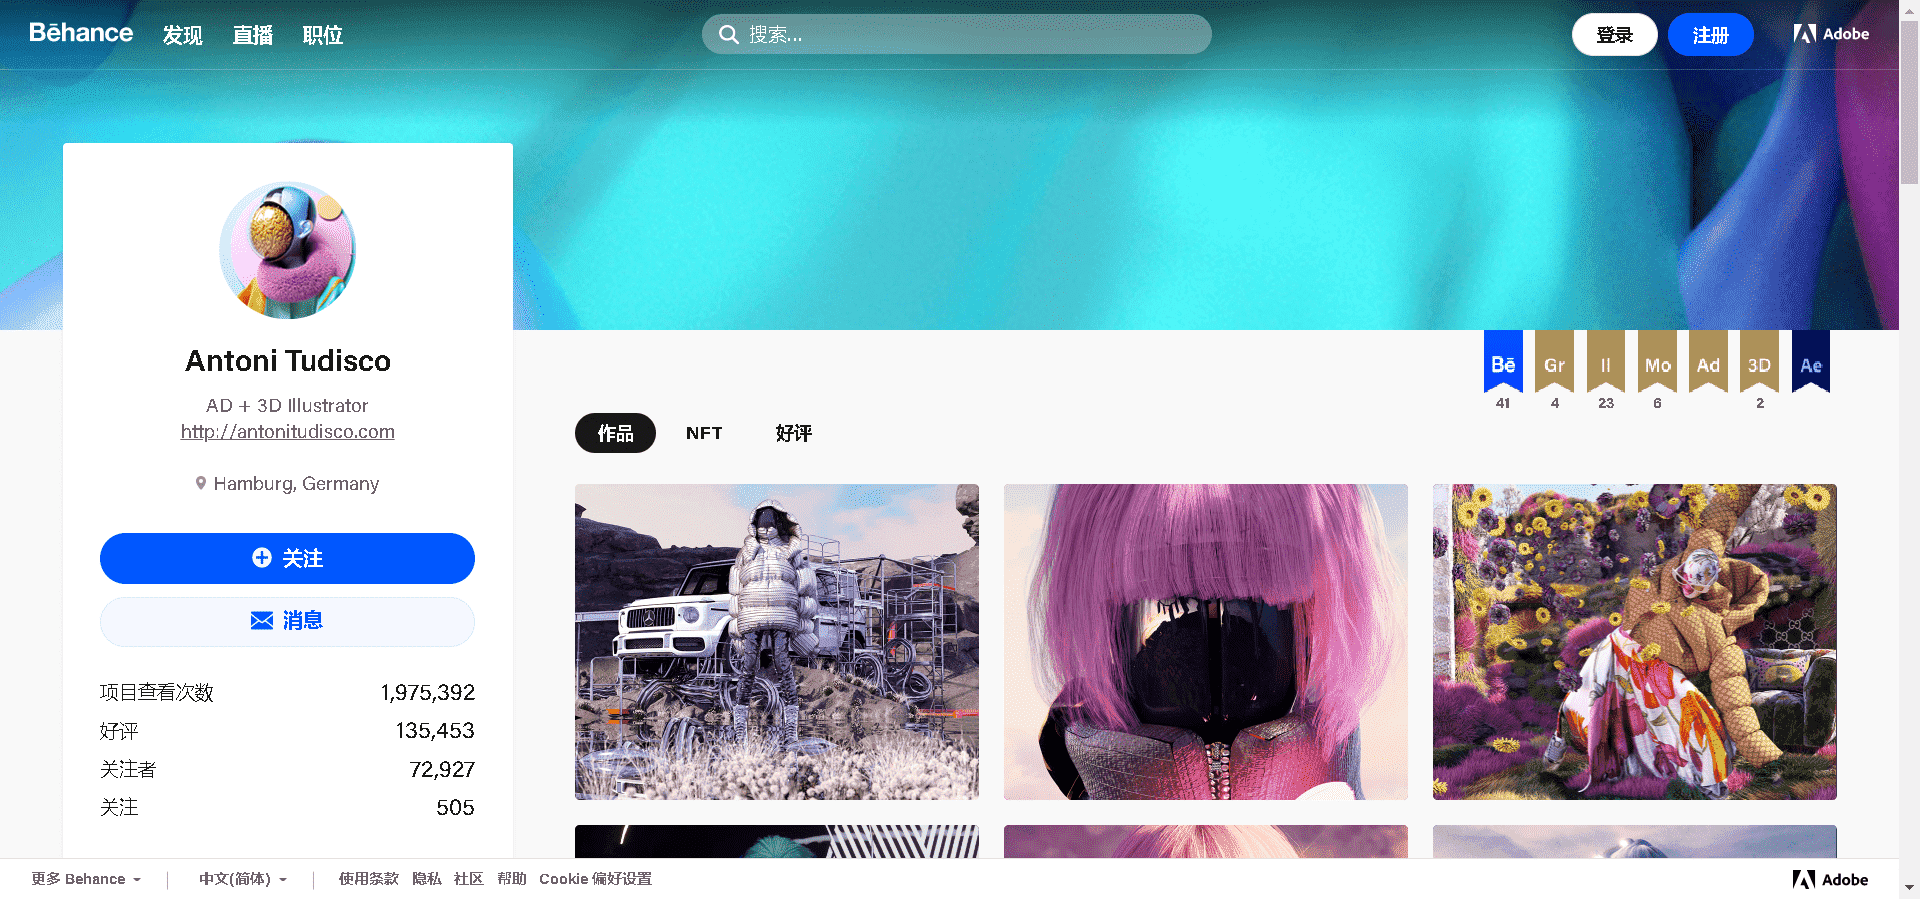 Bēhance 发现 直播 职位 搜索... 登录 注册 Adobe
Antoni Tudisco
AD + 3D Illustrator
http://antonitudisco.com
Hamburg, Germany
关注
消息
项目查看次数 1,975,392
好评 135,453
关注者 72,927
关注 505
Bē Gr Il Mo Ad 3D Ae
41 4 23 6 2
作品 NFT 好评
更多 Behance 中文(简体) 使用条款 隐私 社区 帮助 Cookie 偏好设置 Adobe